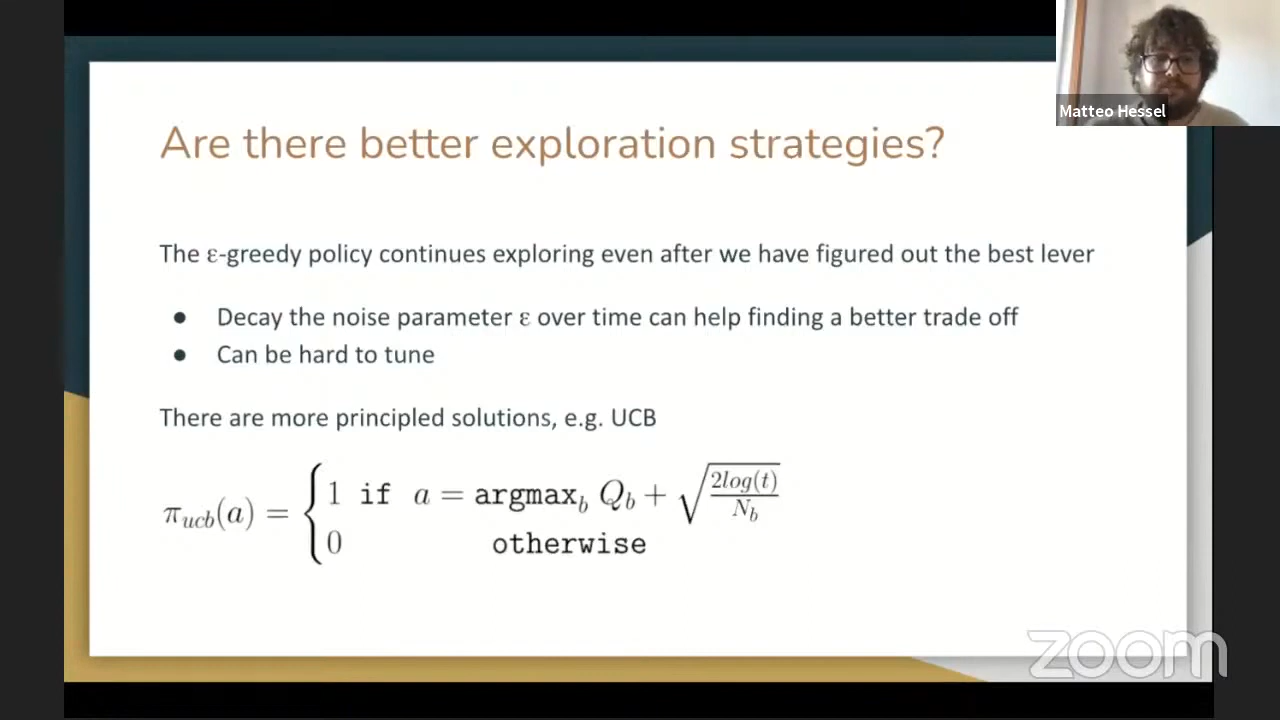 Matteo Hessel
Are there better exploration strategies?
The ε-greedy policy continues exploring even after we have figured out the best lever
● Decay the noise parameter ε over time can help finding a better trade off
● Can be hard to tune
There are more principled solutions, e.g. UCB
π_{ucb}(a) = { 1 if a = argmax_b Q_b + √(2log(t)/N_b)
0 otherwise
zoom